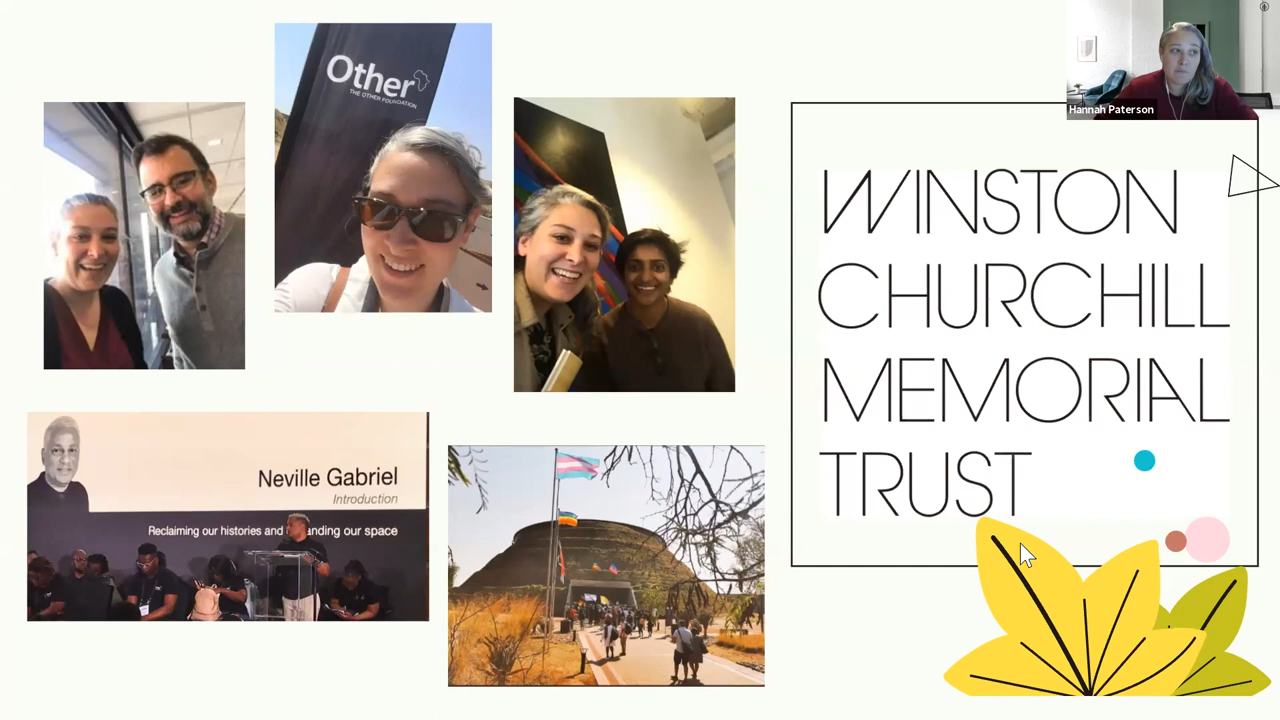 Other
THE OTHER FOUNDATION
Hannah Paterson
WINSTON
CHURCHILL
MEMORIAL
TRUST
Neville Gabriel
Introduction
Reclaiming our histories and anding our space